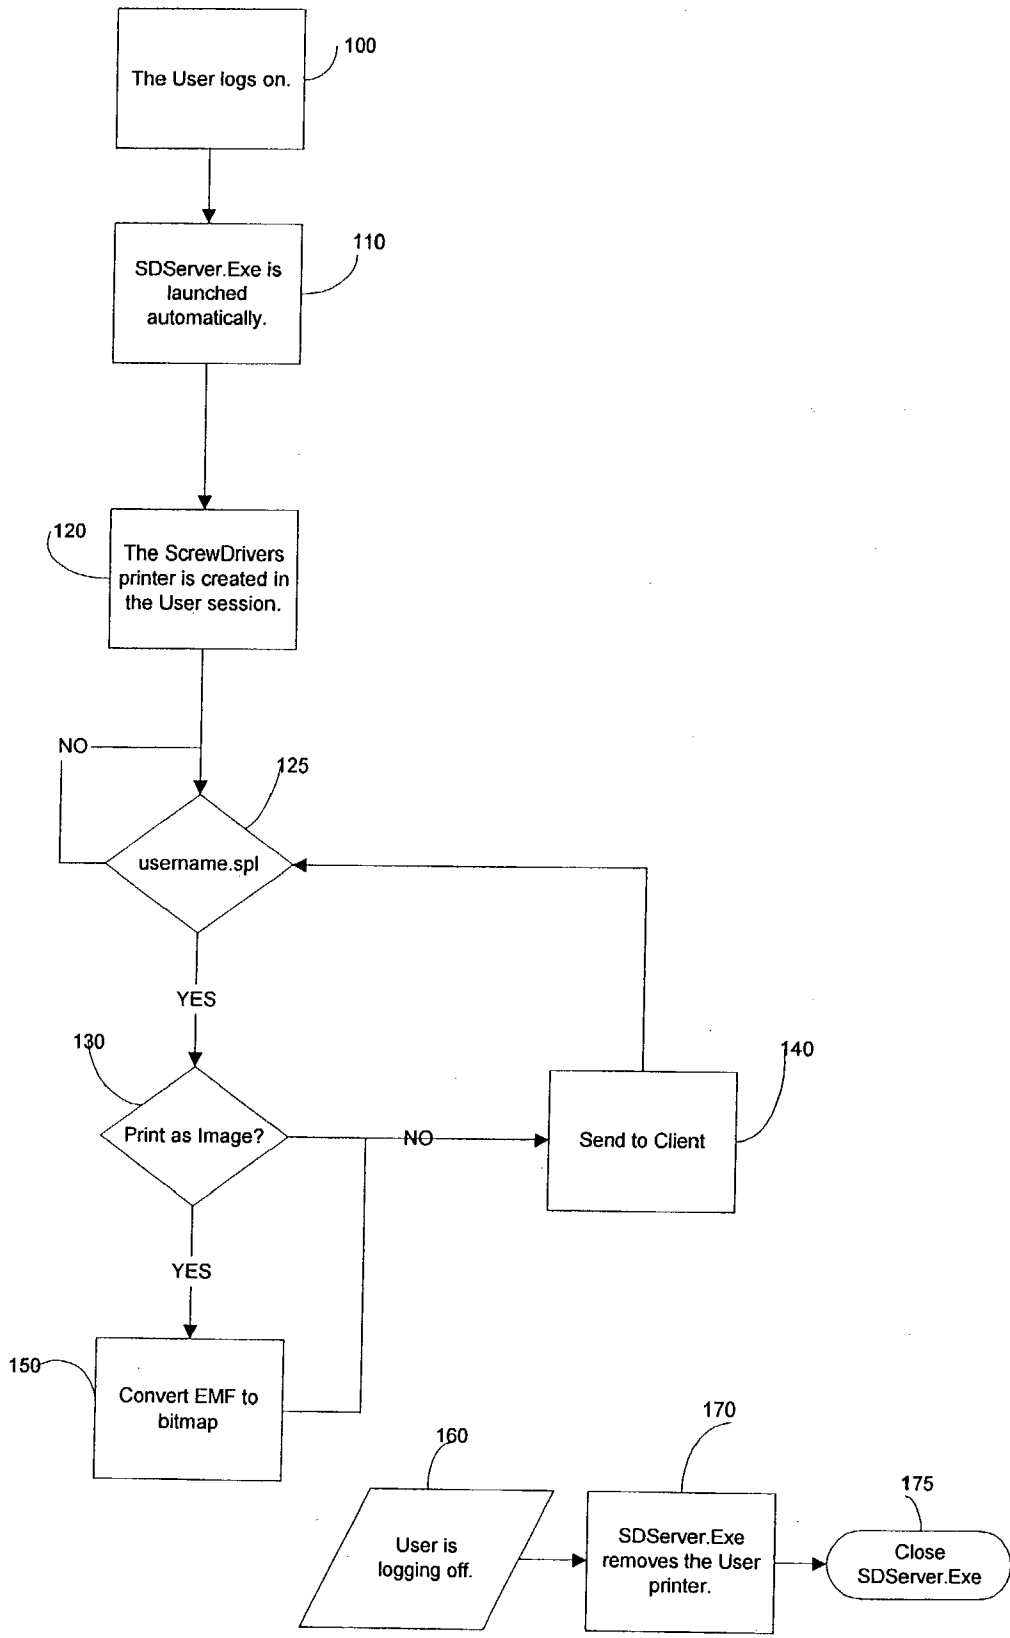 100
The User logs on.
110
SDServer.Exe is
launched
automatically.
120
The ScrewDrivers
printer is created in
the User session.
NO
125
username.spl
YES
130
140
Print as Image?
NO
Send to Client
YES
150
Convert EMF to
bitmap
160
170
175
User is
logging off.
SDServer.Exe
removes the User
printer.
Close
SDServer.Exe